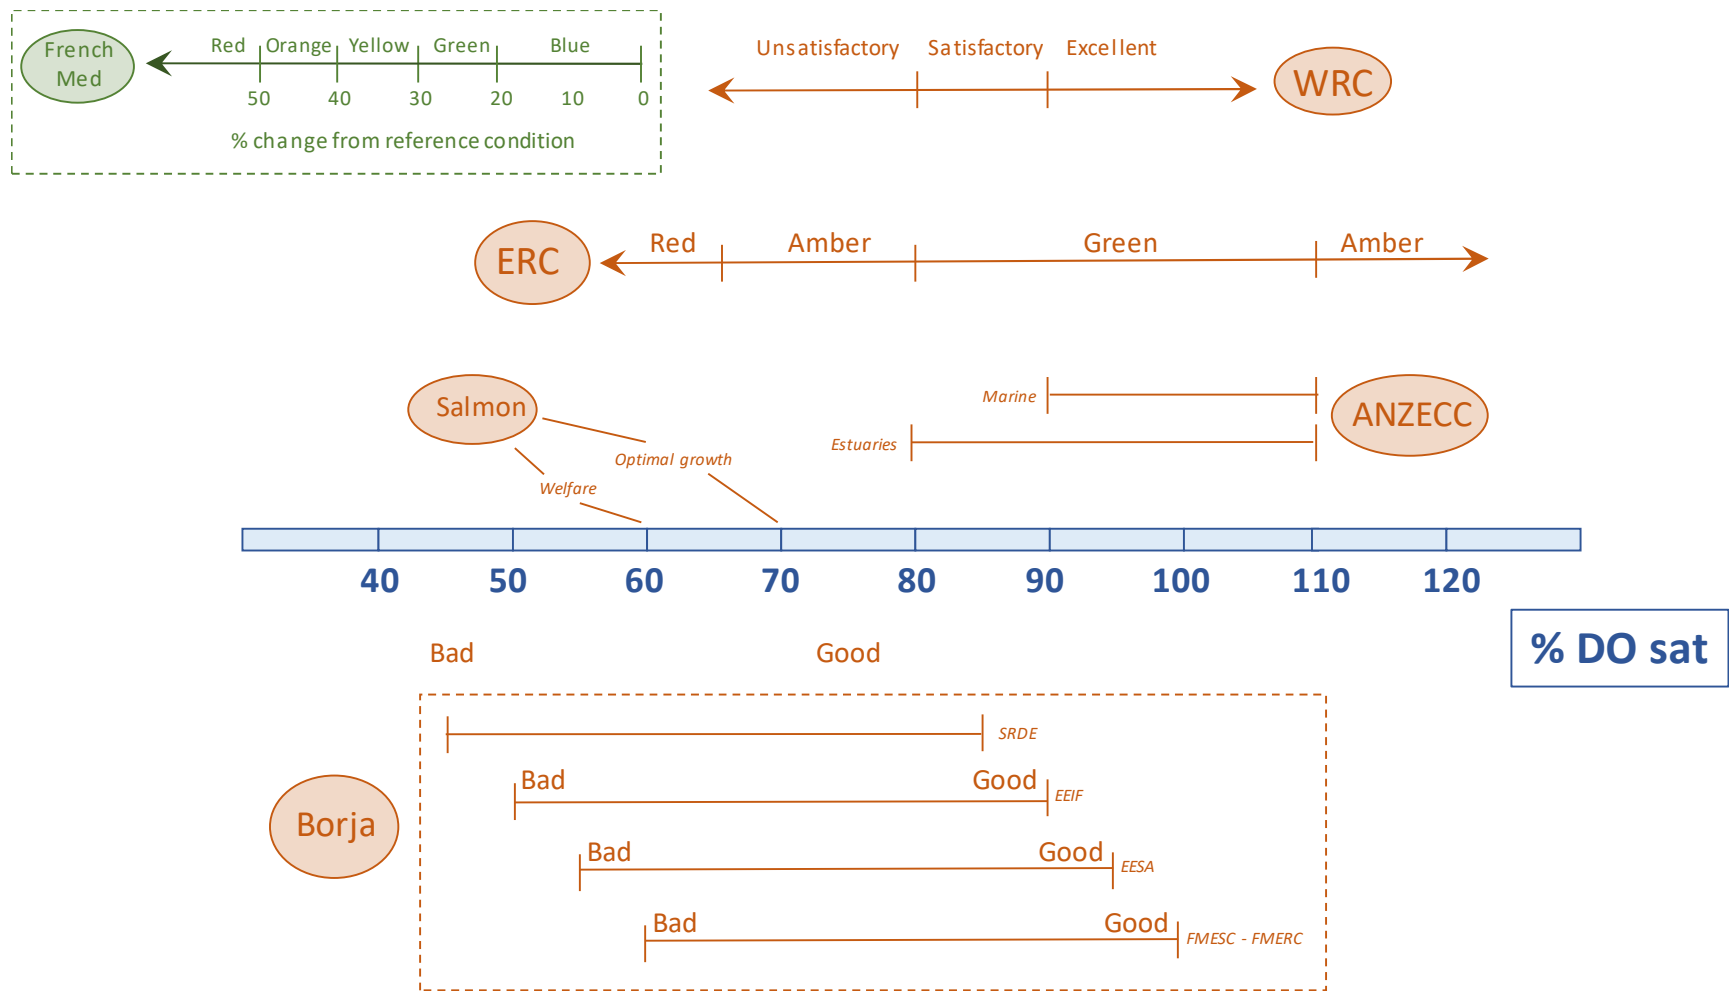 French
Med
Red Orange Yellow Green Blue
50 40 30 20 10 0
% change from reference condition
Unsatisfactory Satisfactory Excellent
WRC
ERC
Red Amber Green Amber
Salmon
Optimal growth
Welfare
Marine
Estuaries
ANZECC
40 50 60 70 80 90 100 110 120
% DO sat
Bad Good
SRDE
Borja
Bad Good
EEIF
Bad Good
EESA
Bad Good
FMESC - FMERC